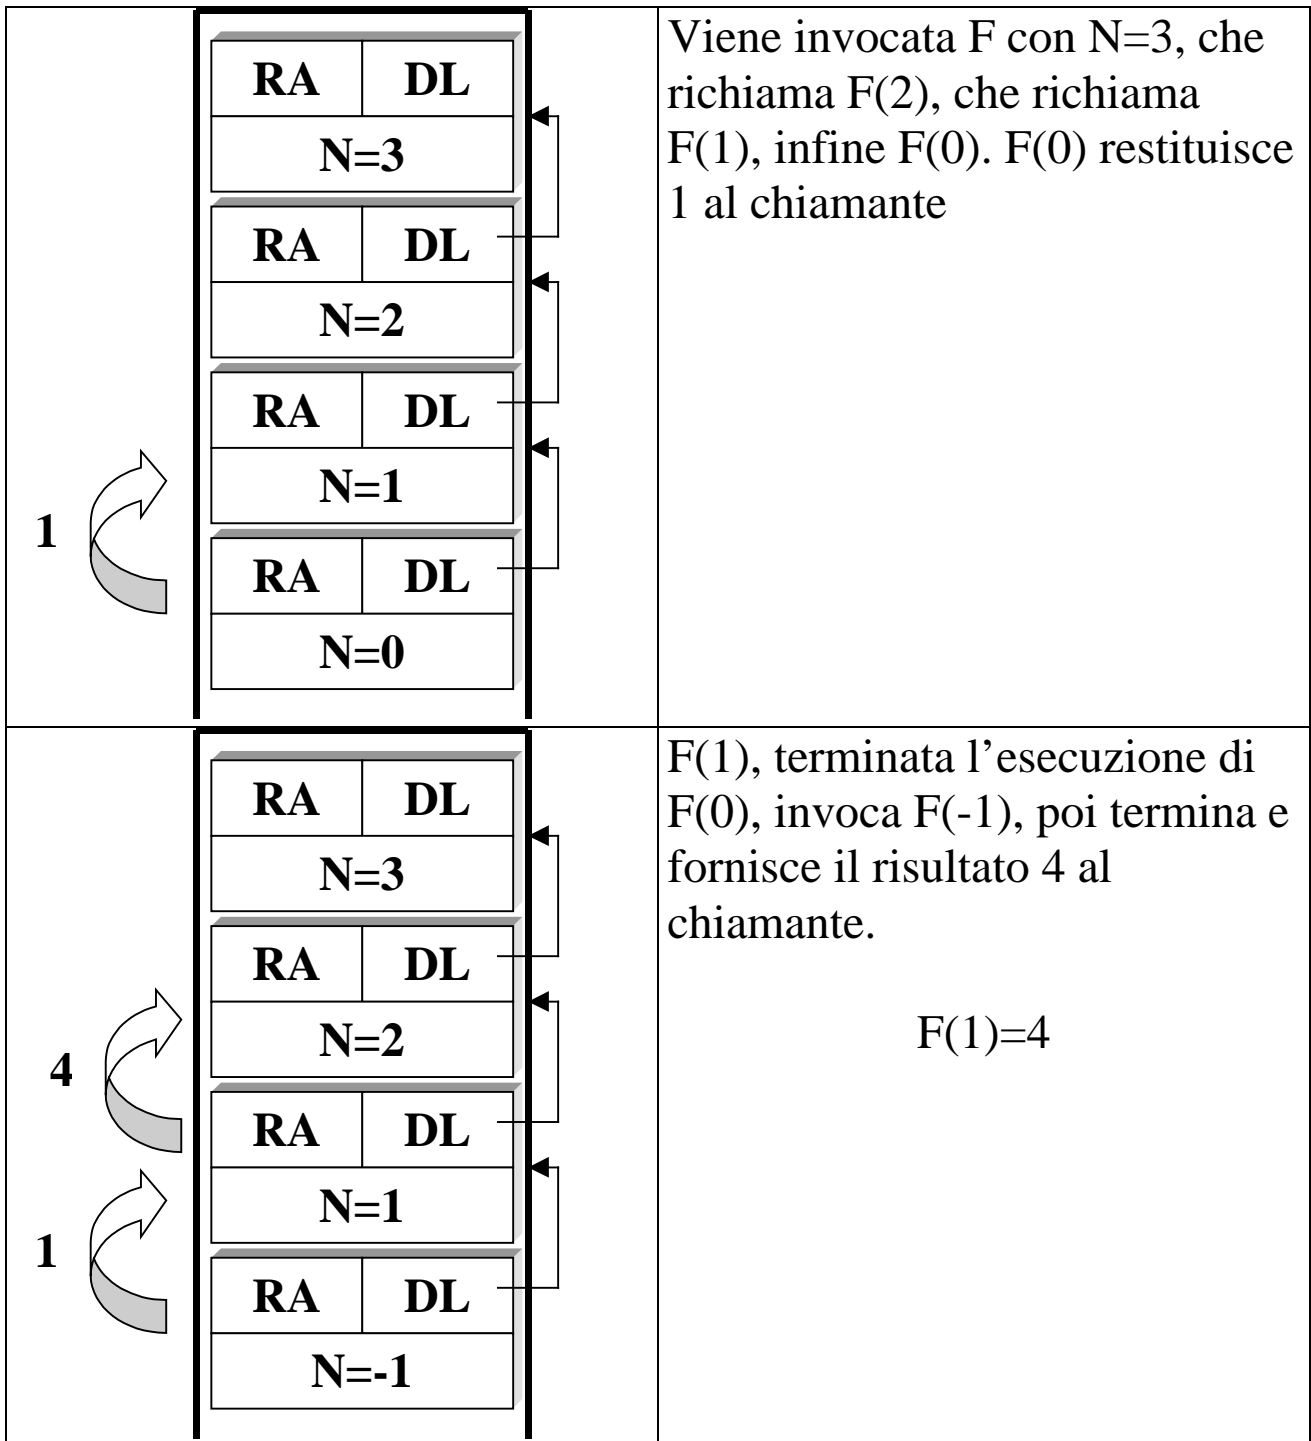 RA DL
N=3
RA DL
N=2
RA DL
N=1
1
RA DL
N=0
Viene invocata F con N=3, che
richiama F(2), che richiama
F(1), infine F(0). F(0) restituisce
1 al chiamante
RA DL
N=3
RA DL
N=2
4
RA DL
N=1
1
RA DL
N=-1
F(1), terminata l’esecuzione di
F(0), invoca F(-1), poi termina e
fornisce il risultato 4 al
chiamante.
F(1)=4